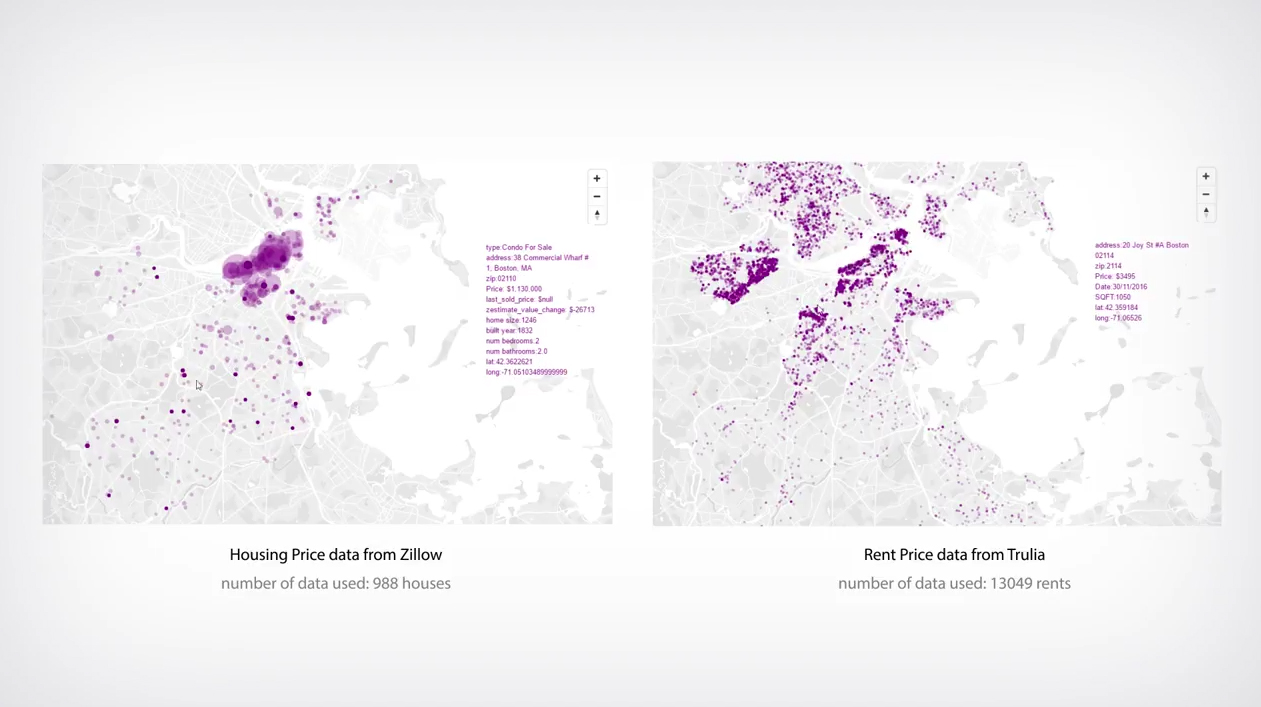 type Condo For Sale
address:38 Commercial Wharf #
1, Boston, MA
zip:02110
Price: $1.130.000
last_sold_price: $null
zestimate_value_change: $-26713
home size:1246
built year:1832
num bedrooms:2
num bathrooms:2.0
lat:42.3622621
long:-71.05103489999999
address:20 Joy St #A Boston
02114
zip:2114
Price: $3495
Date:30/11/2016
SQFT:1050
lat:42.359184
long:-71.06526
Housing Price data from Zillow
number of data used: 988 houses
Rent Price data from Trulia
number of data used: 13049 rents